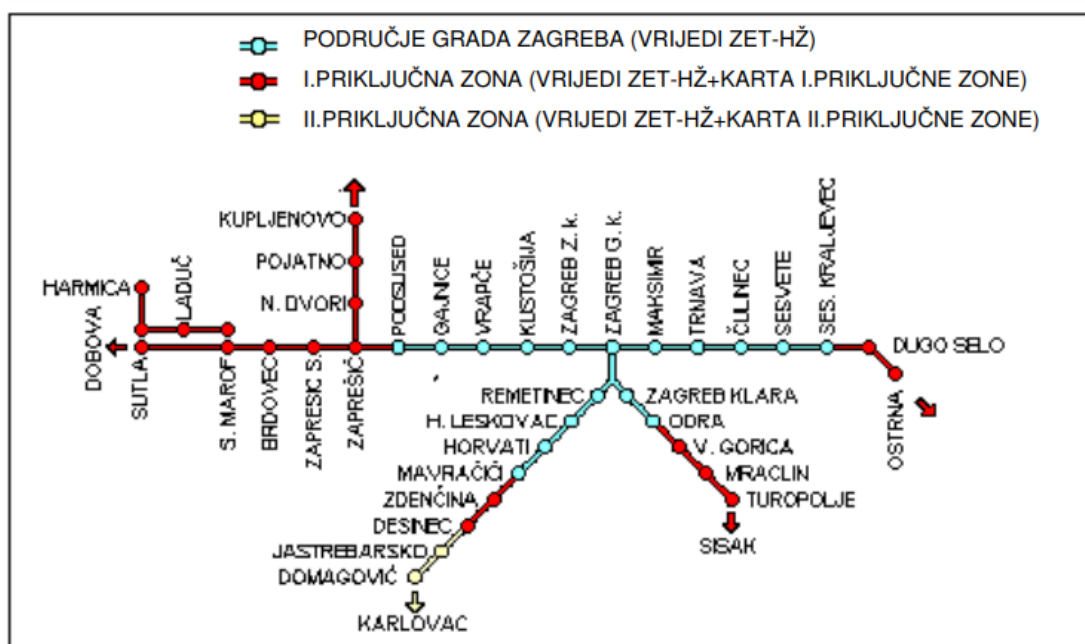 PODRUČJE GRADA ZAGREBA (VRIJEDI ZET-HŽ)
I.PRIKLJUČNA ZONA (VRIJEDI ZET-HŽ+KARTA I.PRIKLJUČNE ZONE)
II.PRIKLJUČNA ZONA (VRIJEDI ZET-HŽ+KARTA II.PRIKLJUČNE ZONE)
KUPLJENOVO
POJATNO
N. DVORI
HARMICA
LADUČ
DOBOVA
SUTLA
S. MAROF
BRDOVEC
ZAPRESIC S.
ZAPREŠIĆ
PODSUSED
GAJNICE
VRAPČE
KUSTOŠIJA
ZAGREB Z. k.
ZAGREB G. k.
MAKSIMIR
TRNAVA
ČULINEC
SESVETE
SES. KRALJEVEC
DUGO SELO
OSTRNA
REMETINEC
H. LESKOVAC
HORVATI
MAVRAČIĆI
ZDENČINA
DESINEC
JASTREBARSKO
DOMAGOVIĆ
KARLOVAC
ZAGREB KLARA
ODRA
V. GORICA
MRACLIN
TUROPOLJE
SISAK